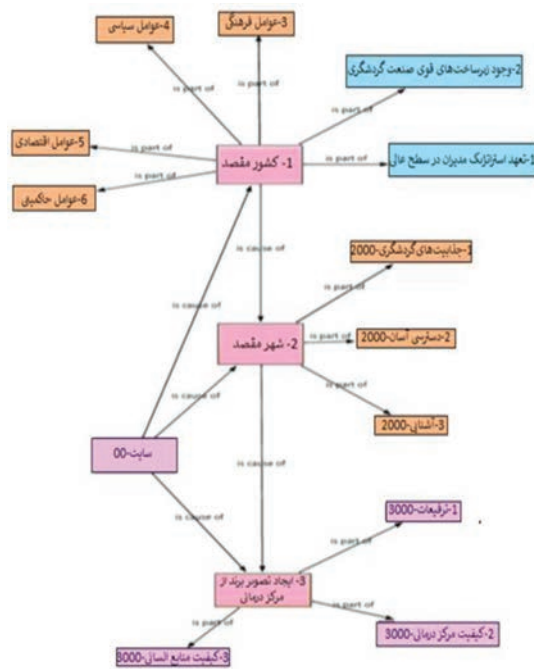 4-عوامل سیاسی
3-عوامل فرهنگی
2-وجود زیرساخت‌های قوی صنعت گردشگری
is part of
is part of
is part of
5-عوامل اقتصادی
is part of
1- کشور مقصد
is part of
1-تعهد استراتژیک مدیران در سطح عالی
is part of
6-عوامل حاکمیتی
is cause of
1-جذابیت‌های گردشگری-2000
is part of
is cause of
2- شهر مقصد
is part of
2-دسترسی آسان-2000
is part of
is cause of
3-آشنایی-2000
سایت-00
is cause of
is cause of
1-ترفیعات-3000
is part of
3- ایجاد تصویر برند از
مرکز درمانی
is part of
2-کیفیت مرکز درمانی-3000
is part of
3-کیفیت منابع انسانی-3000